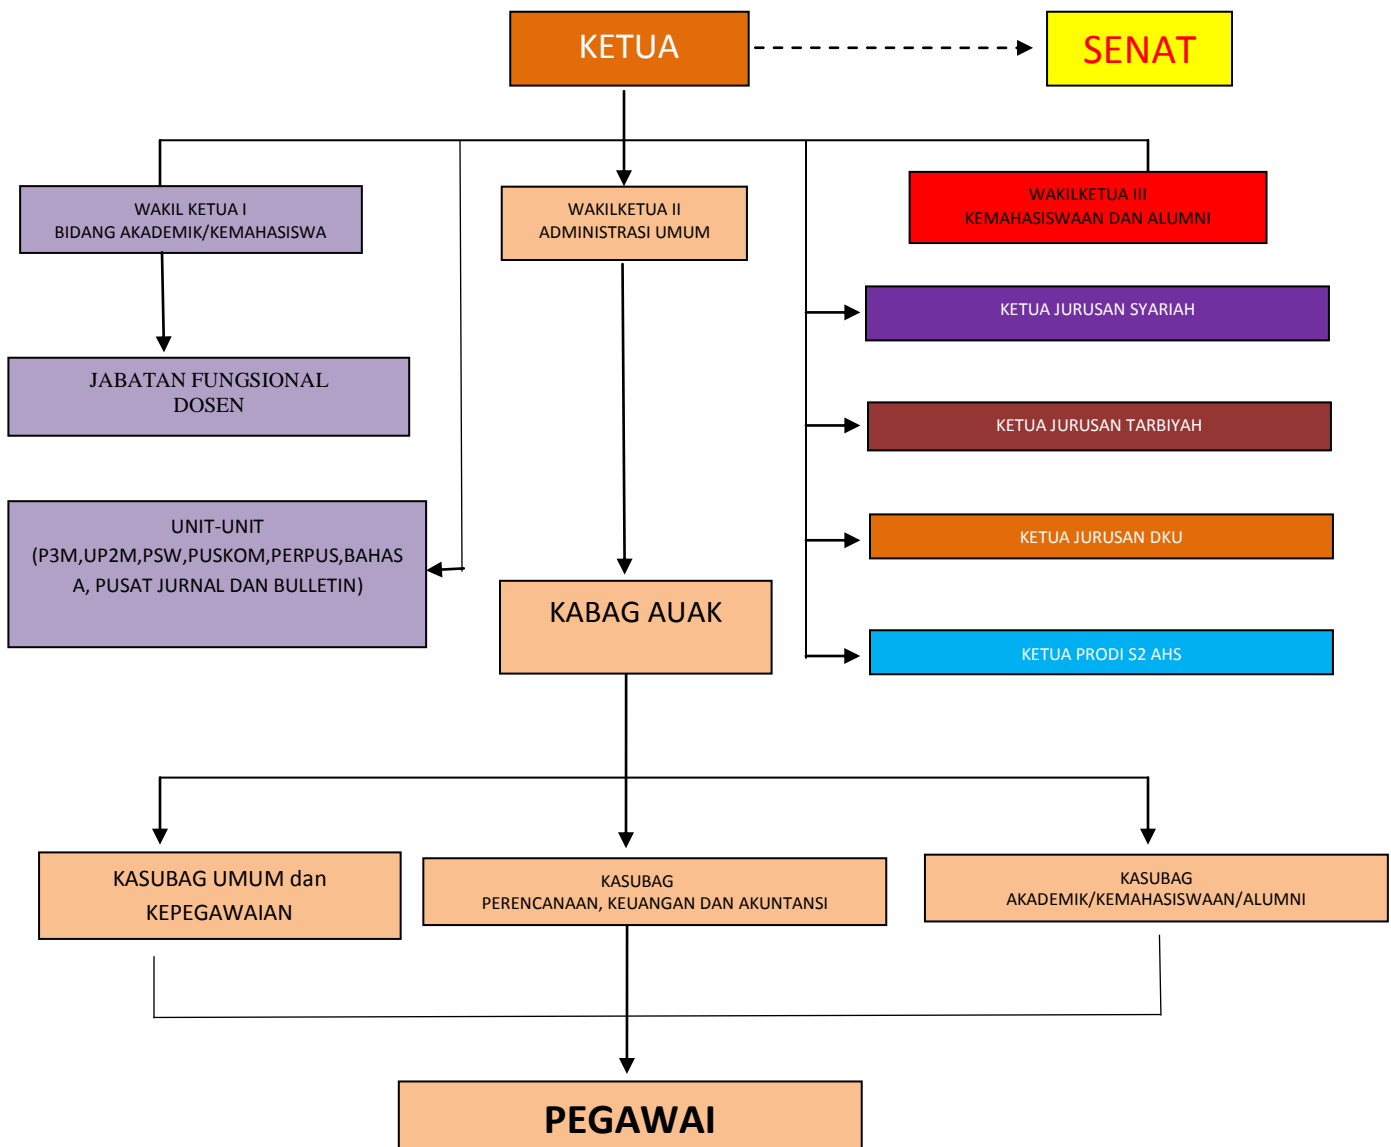 KETUA
SENAT
WAKIL KETUA I
BIDANG AKADEMIK/KEMAHASISWA
WAKILKETUA II
ADMINISTRASI UMUM
WAKILKETUA III
KEMAHASISWAAN DAN ALUMNI
KETUA JURUSAN SYARIAH
JABATAN FUNGSIONAL
DOSEN
KETUA JURUSAN TARBIYAH
UNIT-UNIT
(P3M,UP2M,PSW,PUSKOM,PERPUS,BAHAS
A, PUSAT JURNAL DAN BULLETIN)
KETUA JURUSAN DKU
KABAG AUAK
KETUA PRODI S2 AHS
KASUBAG UMUM dan
KEPEGAWAIAN
KASUBAG
PERENCANAAN, KEUANGAN DAN AKUNTANSI
KASUBAG
AKADEMIK/KEMAHASISWAAN/ALUMNI
PEGAWAI